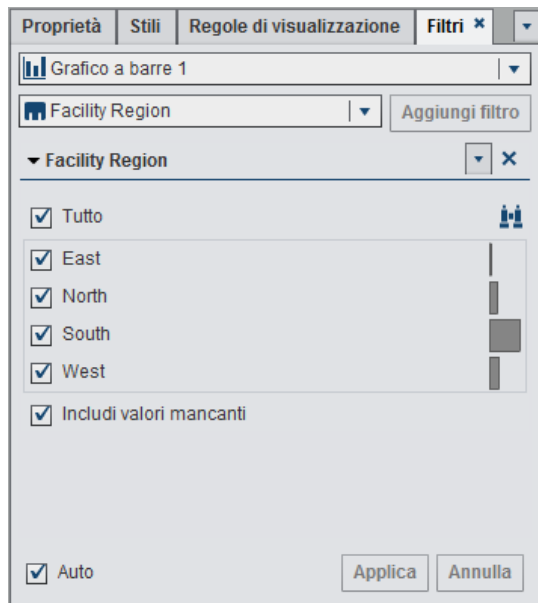 Proprietà Stili Regole di visualizzazione Filtri
Grafico a barre 1
Facility Region Aggiungi filtro
Facility Region
Tutto
East
North
South
West
Includi valori mancanti
Auto Applica Annulla